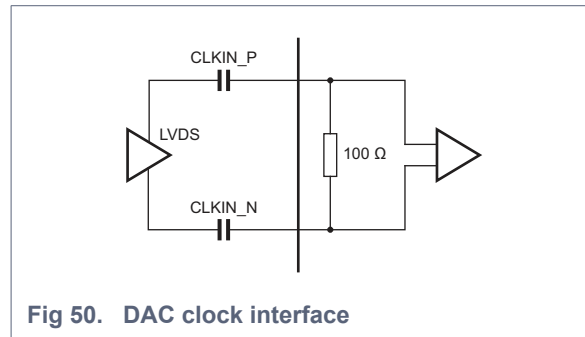 CLKIN_P
LVDS
100 Ω
CLKIN_N
Fig 50. DAC clock interface